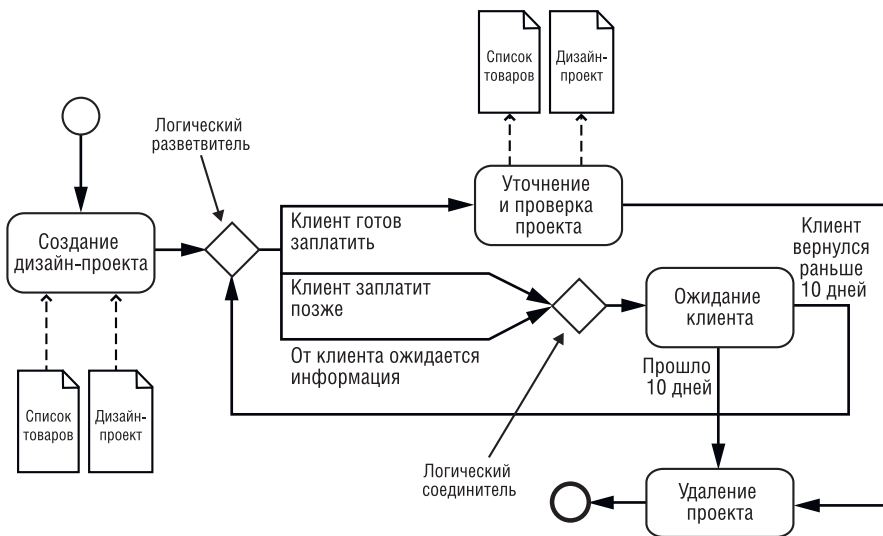 Список
товаров
Дизайн-
проект
Логический
разветвитель
Уточнение
и проверка
проекта
Создание
дизайн-проекта
Клиент готов
заплатить
Клиент
вернулся
раньше
10 дней
Клиент заплатит
позже
Ожидание
клиента
От клиента ожидается
информация
Прошло
10 дней
Список
товаров
Дизайн-
проект
Логический
соединитель
Удаление
проекта